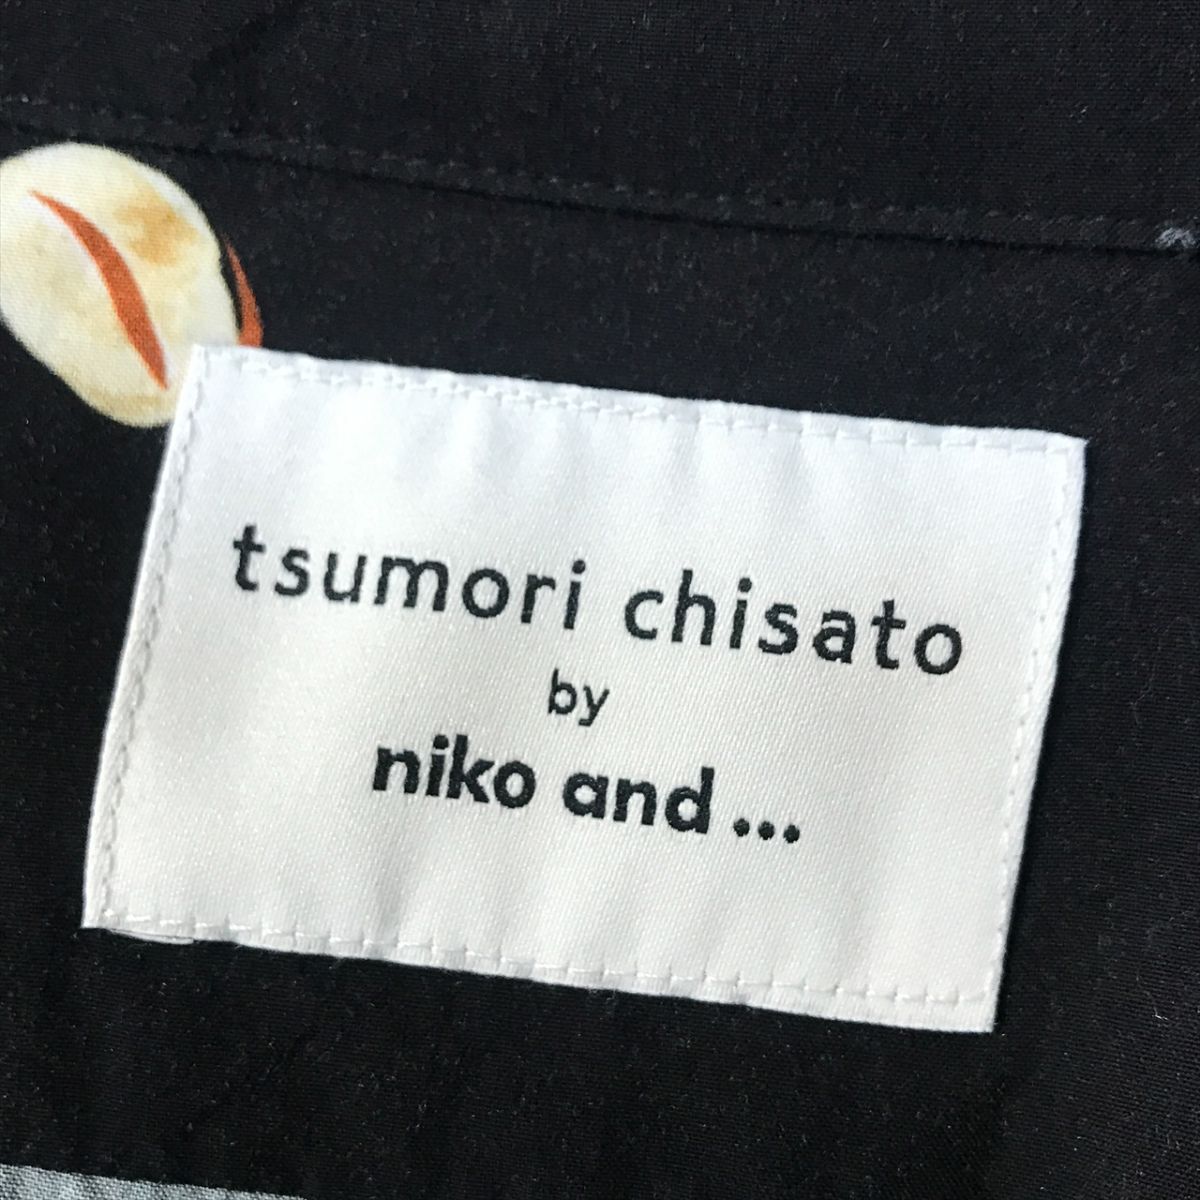 tsumori chisato
by
niko and ...